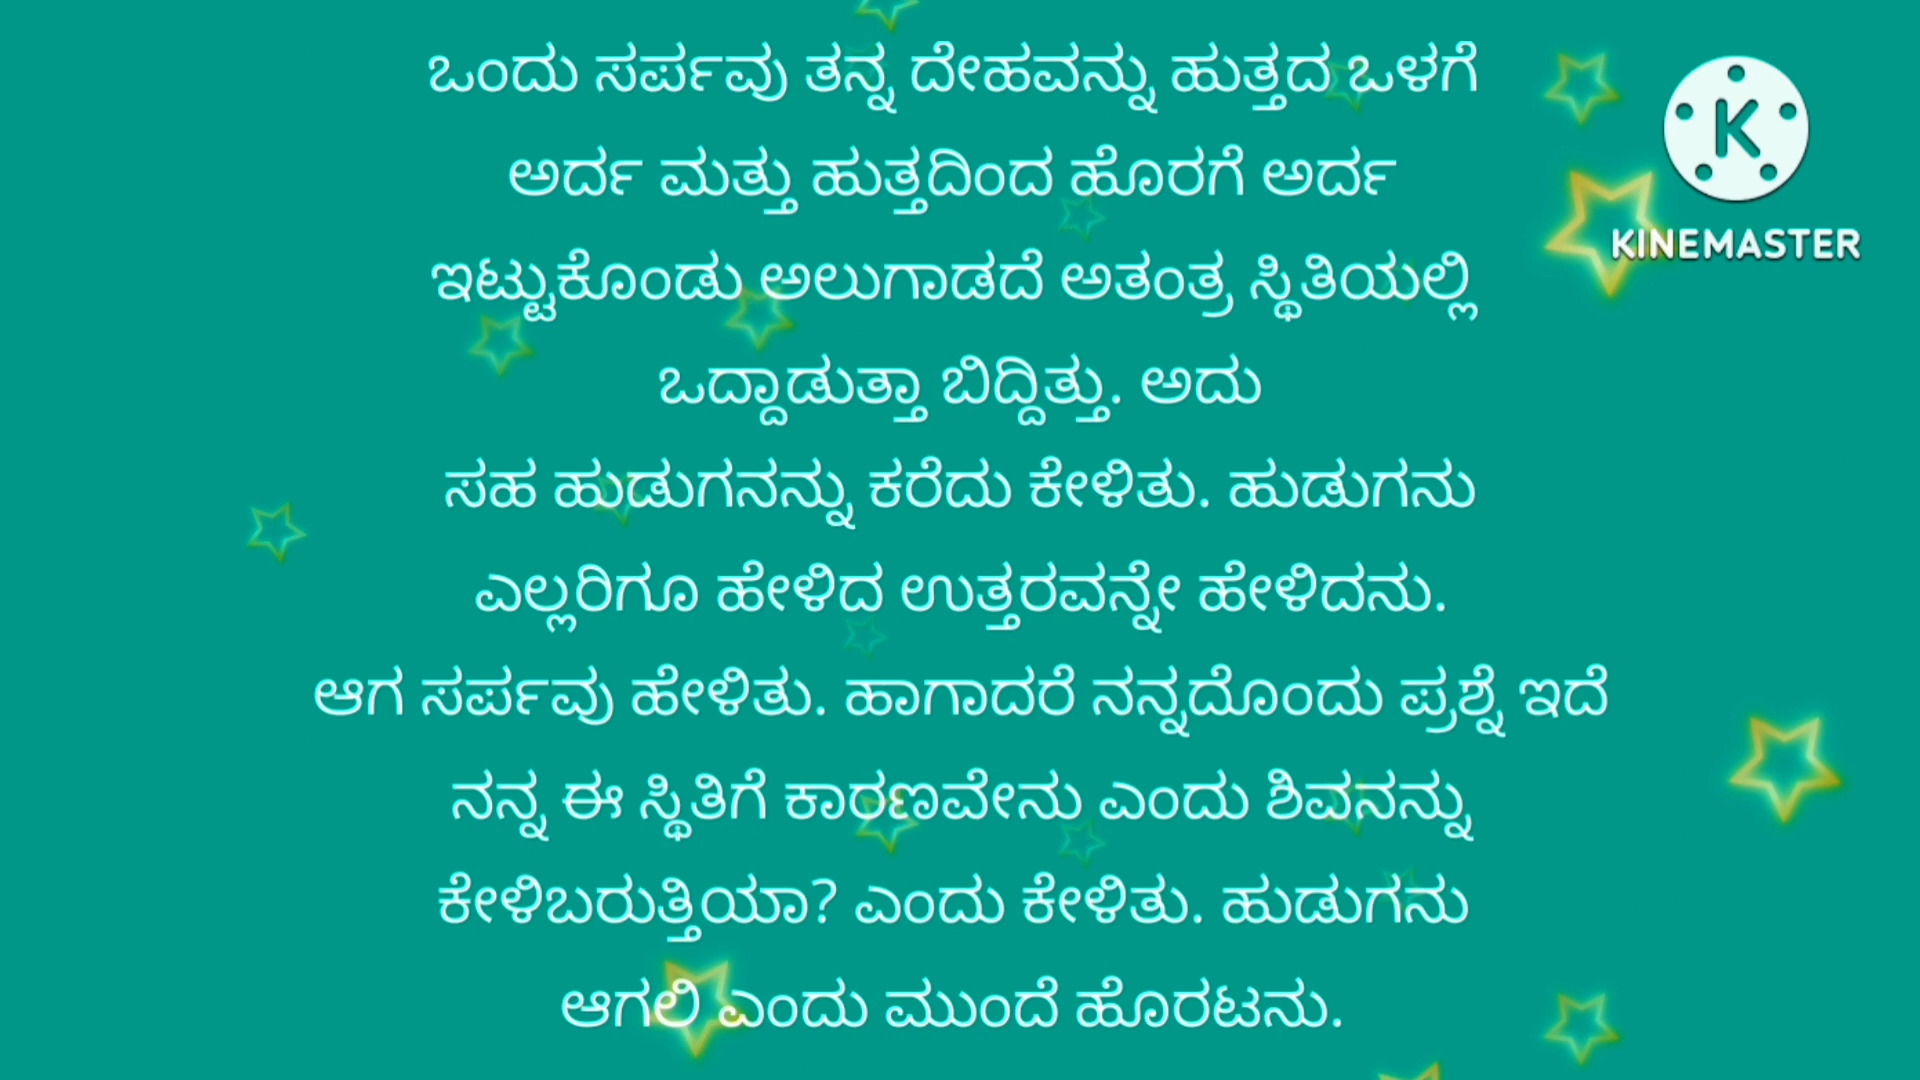 ಒಂದು ಸರ್ಪವು ತನ್ನ ದೇಹವನ್ನು ಹುತ್ತದ ಒಳಗೆ
ಅರ್ದ ಮತ್ತು ಹುತ್ತದಿಂದ ಹೊರಗೆ ಅರ್ದ
ಇಟ್ಟುಕೊಂಡು ಅಲುಗಾಡದೆ ಅತಂತ್ರ ಸ್ಥಿತಿಯಲ್ಲಿ
ಒದ್ದಾಡುತ್ತಾ ಬಿದ್ದಿತ್ತು. ಅದು
ಸಹ ಹುಡುಗನನ್ನು ಕರೆದು ಕೇಳಿತು. ಹುಡುಗನು
ಎಲ್ಲರಿಗೂ ಹೇಳಿದ ಉತ್ತರವನ್ನೇ ಹೇಳಿದನು.
ಆಗ ಸರ್ಪವು ಹೇಳಿತು. ಹಾಗಾದರೆ ನನ್ನದೊಂದು ಪ್ರಶ್ನೆ ಇದೆ
ನನ್ನ ಈ ಸ್ಥಿತಿಗೆ ಕಾರಣವೇನು ಎಂದು ಶಿವನನ್ನು
ಕೇಳಿಬರುತ್ತಿಯಾ? ಎಂದು ಕೇಳಿತು. ಹುಡುಗನು
ಆಗಲಿ ಎಂದು ಮುಂದೆ ಹೊರಟನು.
K
KINEMASTER